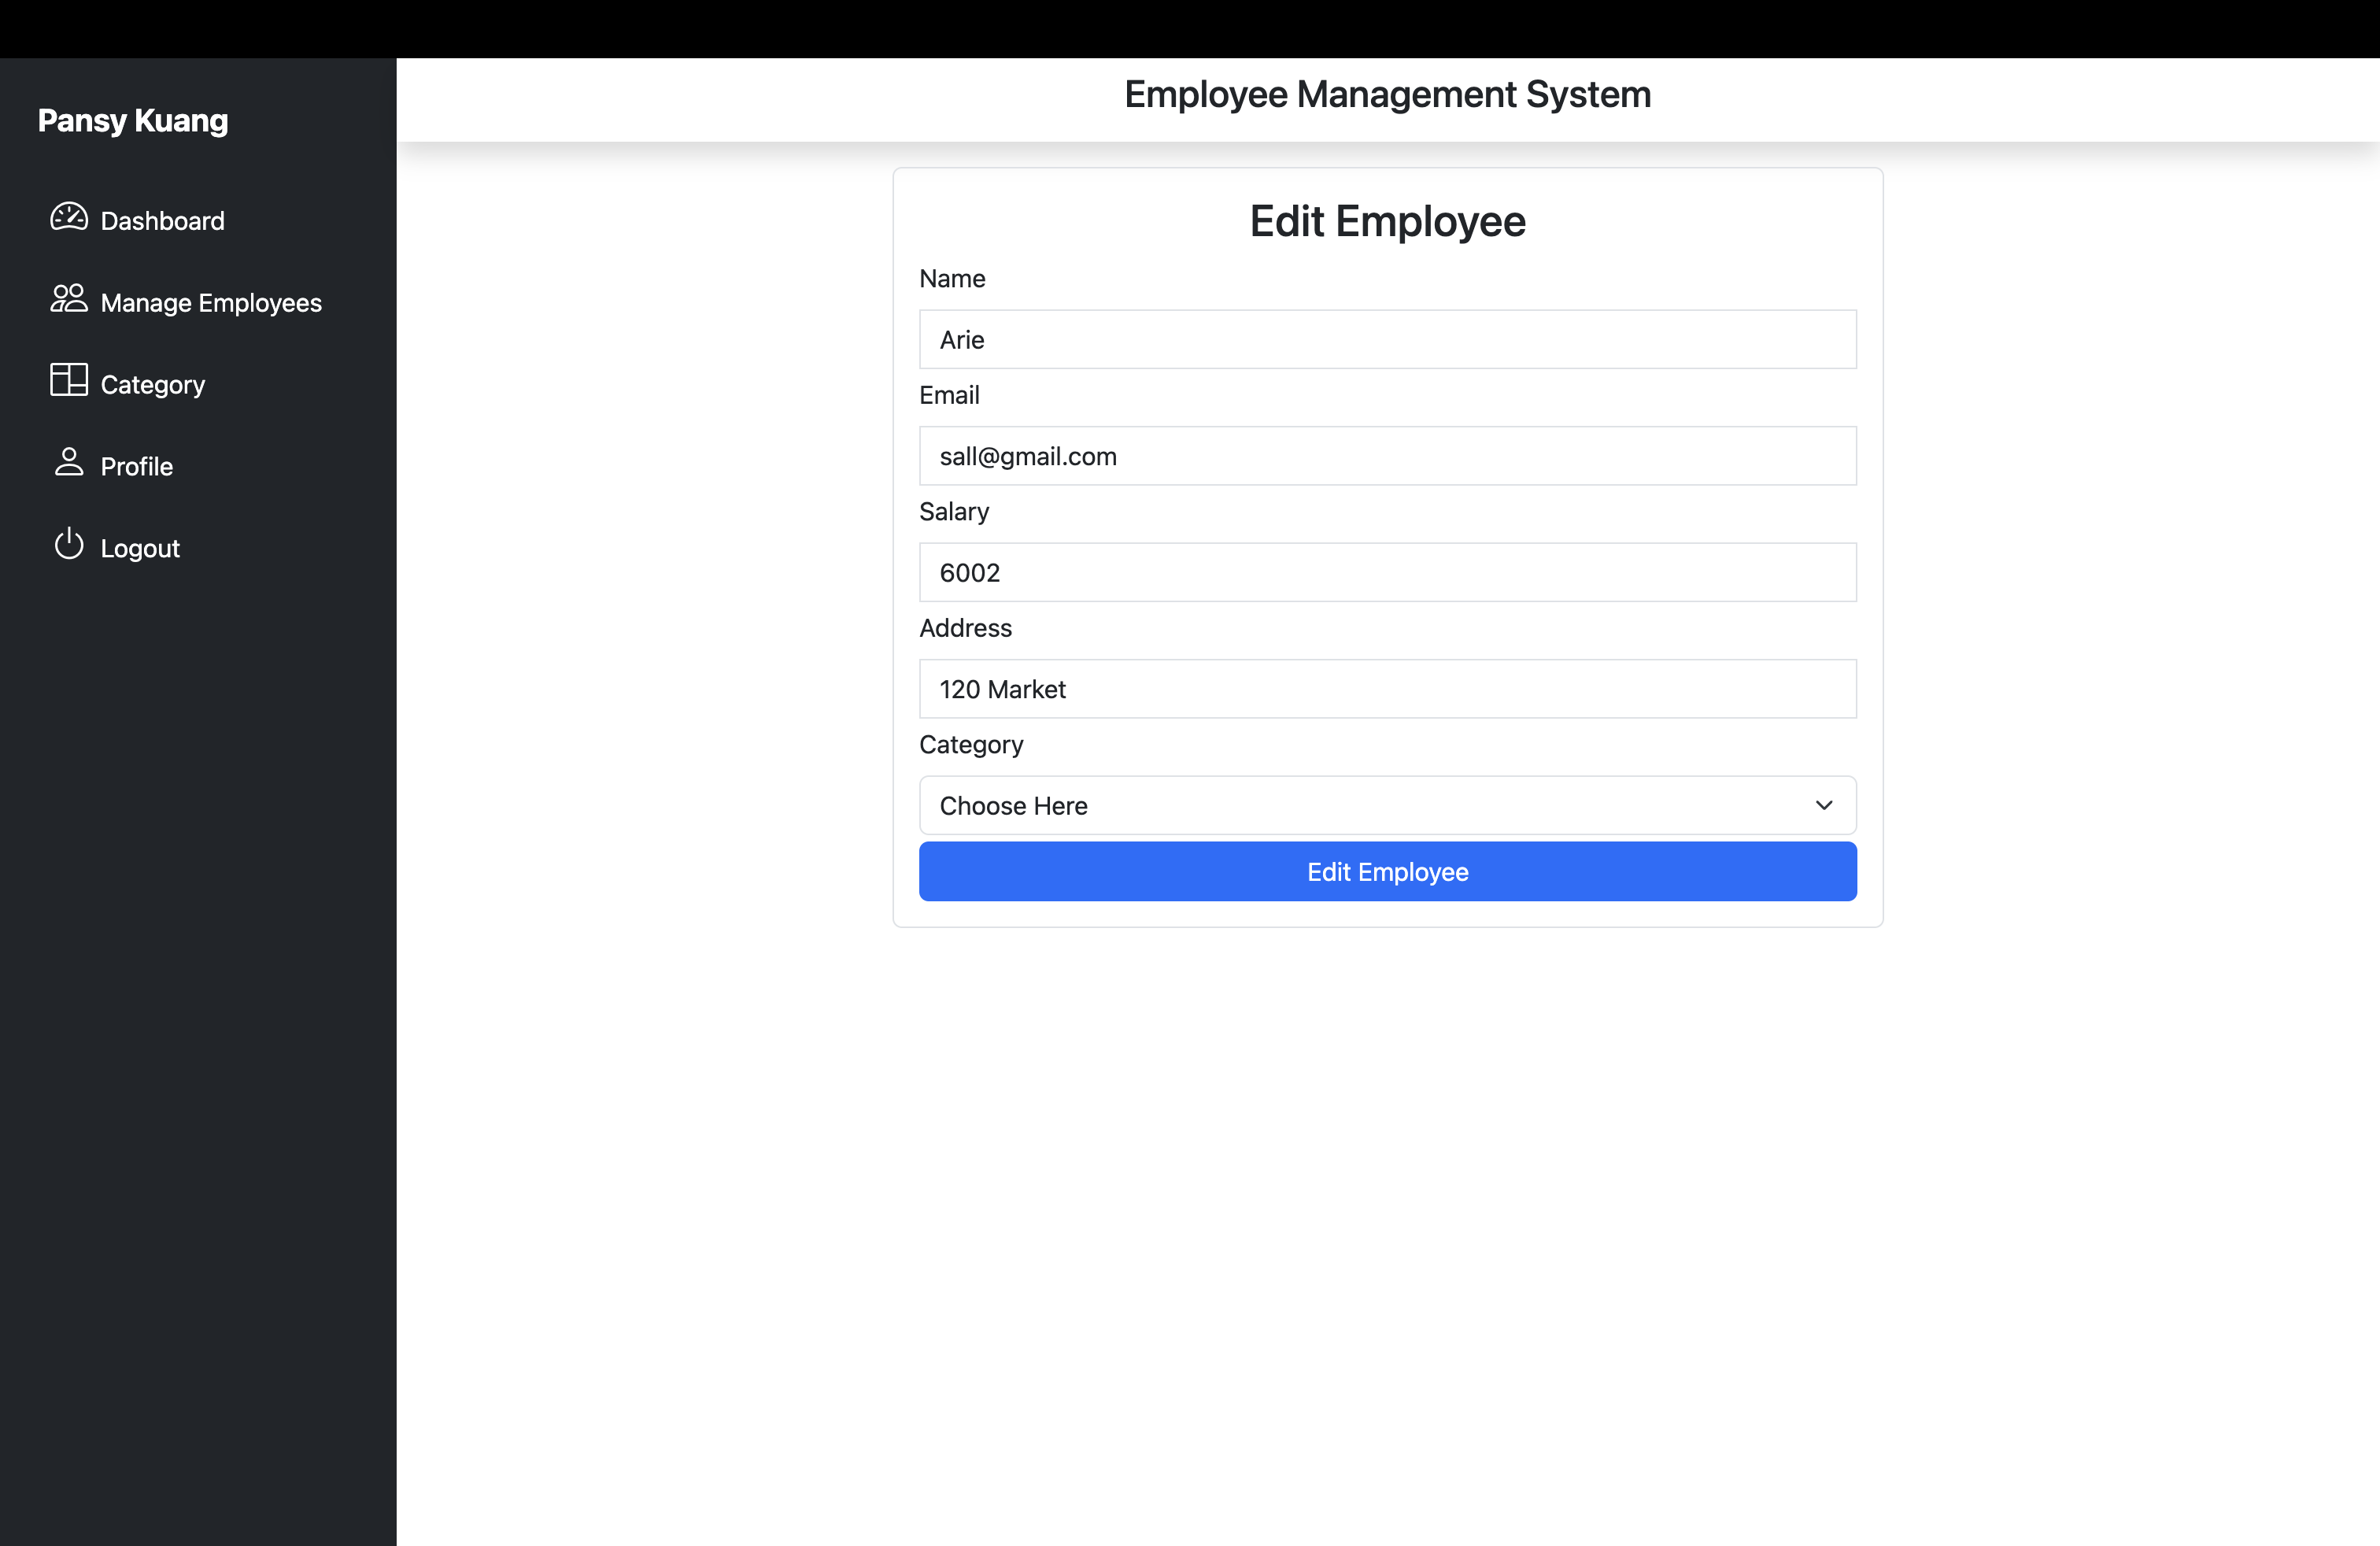 Pansy Kuang
Dashboard
Manage Employees
Category
Profile
Logout
Employee Management System
Edit Employee
Name
Arie
Email
sall@gmail.com
Salary
6002
Address
120 Market
Category
Choose Here
Edit Employee